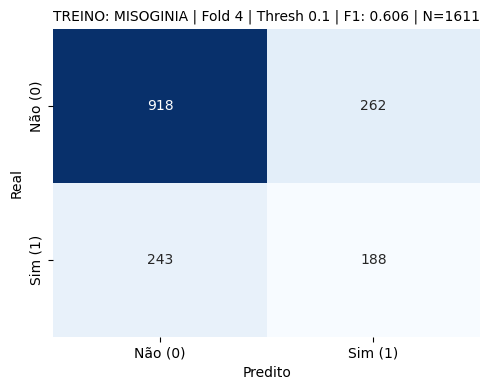 TREINO: MISOGINIA | Fold 4 | Thresh 0.1 | F1: 0.606 | N=1611
Não (0)
918
262
Real
Sim (1)
243
188
Não (0)
Sim (1)
Predito